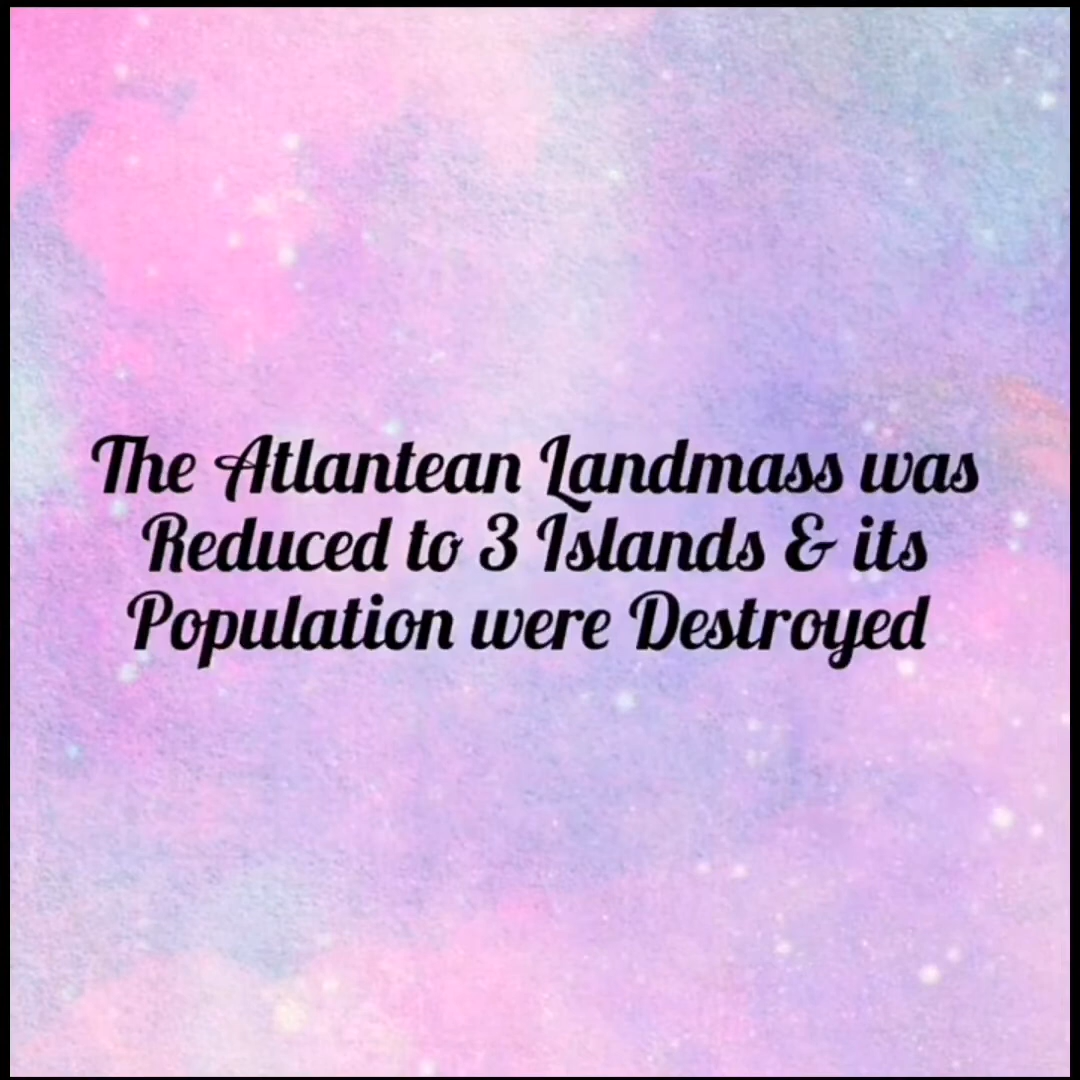 The Atlantean Landmass was
Reduced to 3 Islands & its
Population were Destroyed